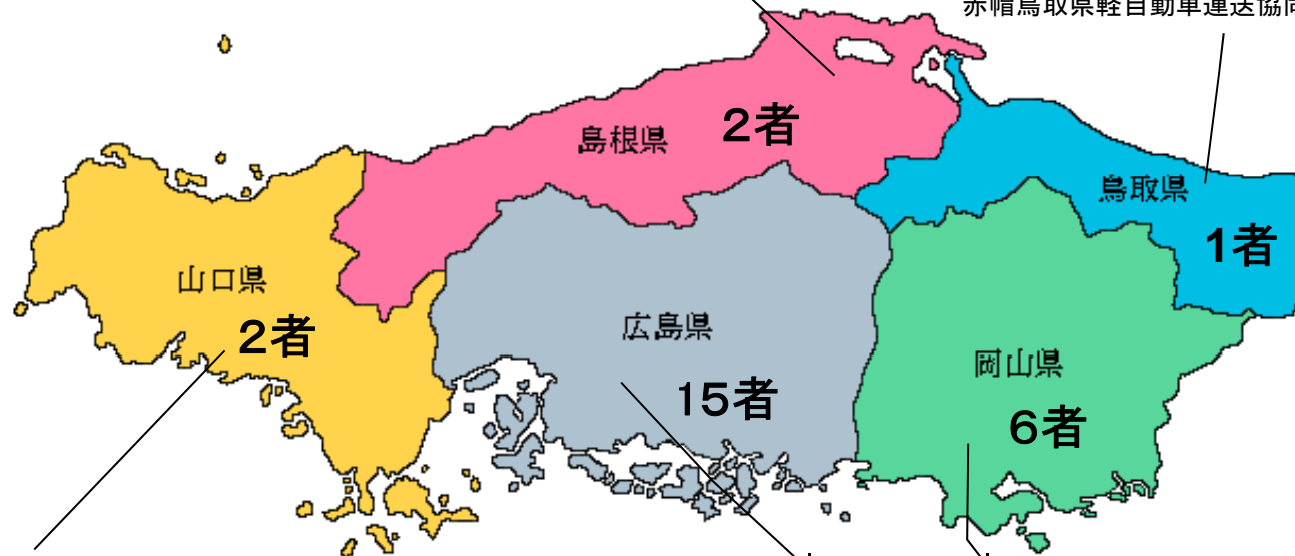 赤帽鳥取県軽自動車運送協同
島根県
2者
鳥取県
1者
山口県
2者
広島県
15者
岡山県
6者